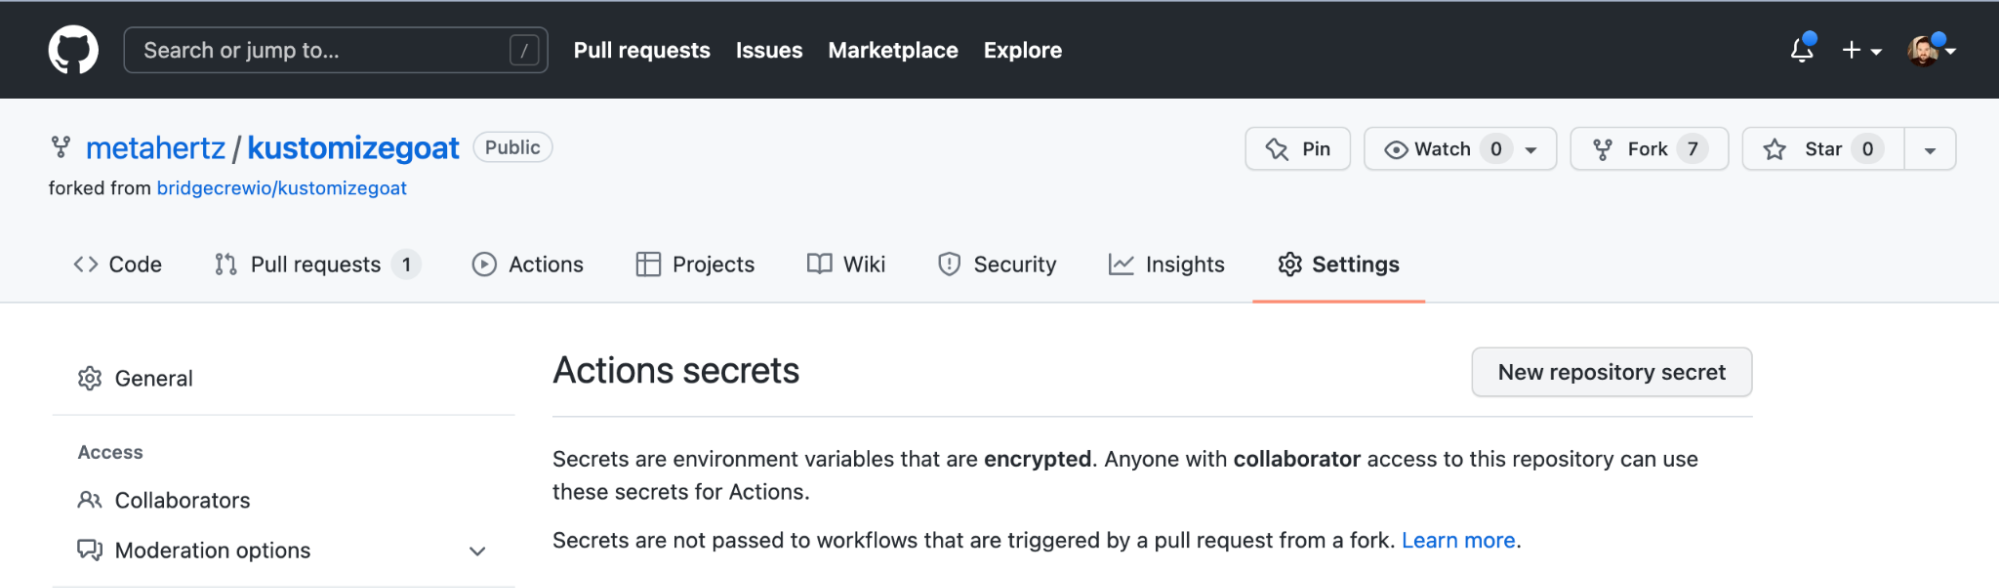 Search or jump to... /
Pull requests Issues Marketplace Explore
metahertz / kustomizegoat Public
forked from bridgecrewio/kustomizegoat
Pin Watch 0 Fork 7 Star 0
Code Pull requests 1 Actions Projects Wiki Security Insights Settings
General
Access
Collaborators
Moderation options
Actions secrets
New repository secret
Secrets are environment variables that are encrypted. Anyone with collaborator access to this repository can use
these secrets for Actions.
Secrets are not passed to workflows that are triggered by a pull request from a fork. Learn more.